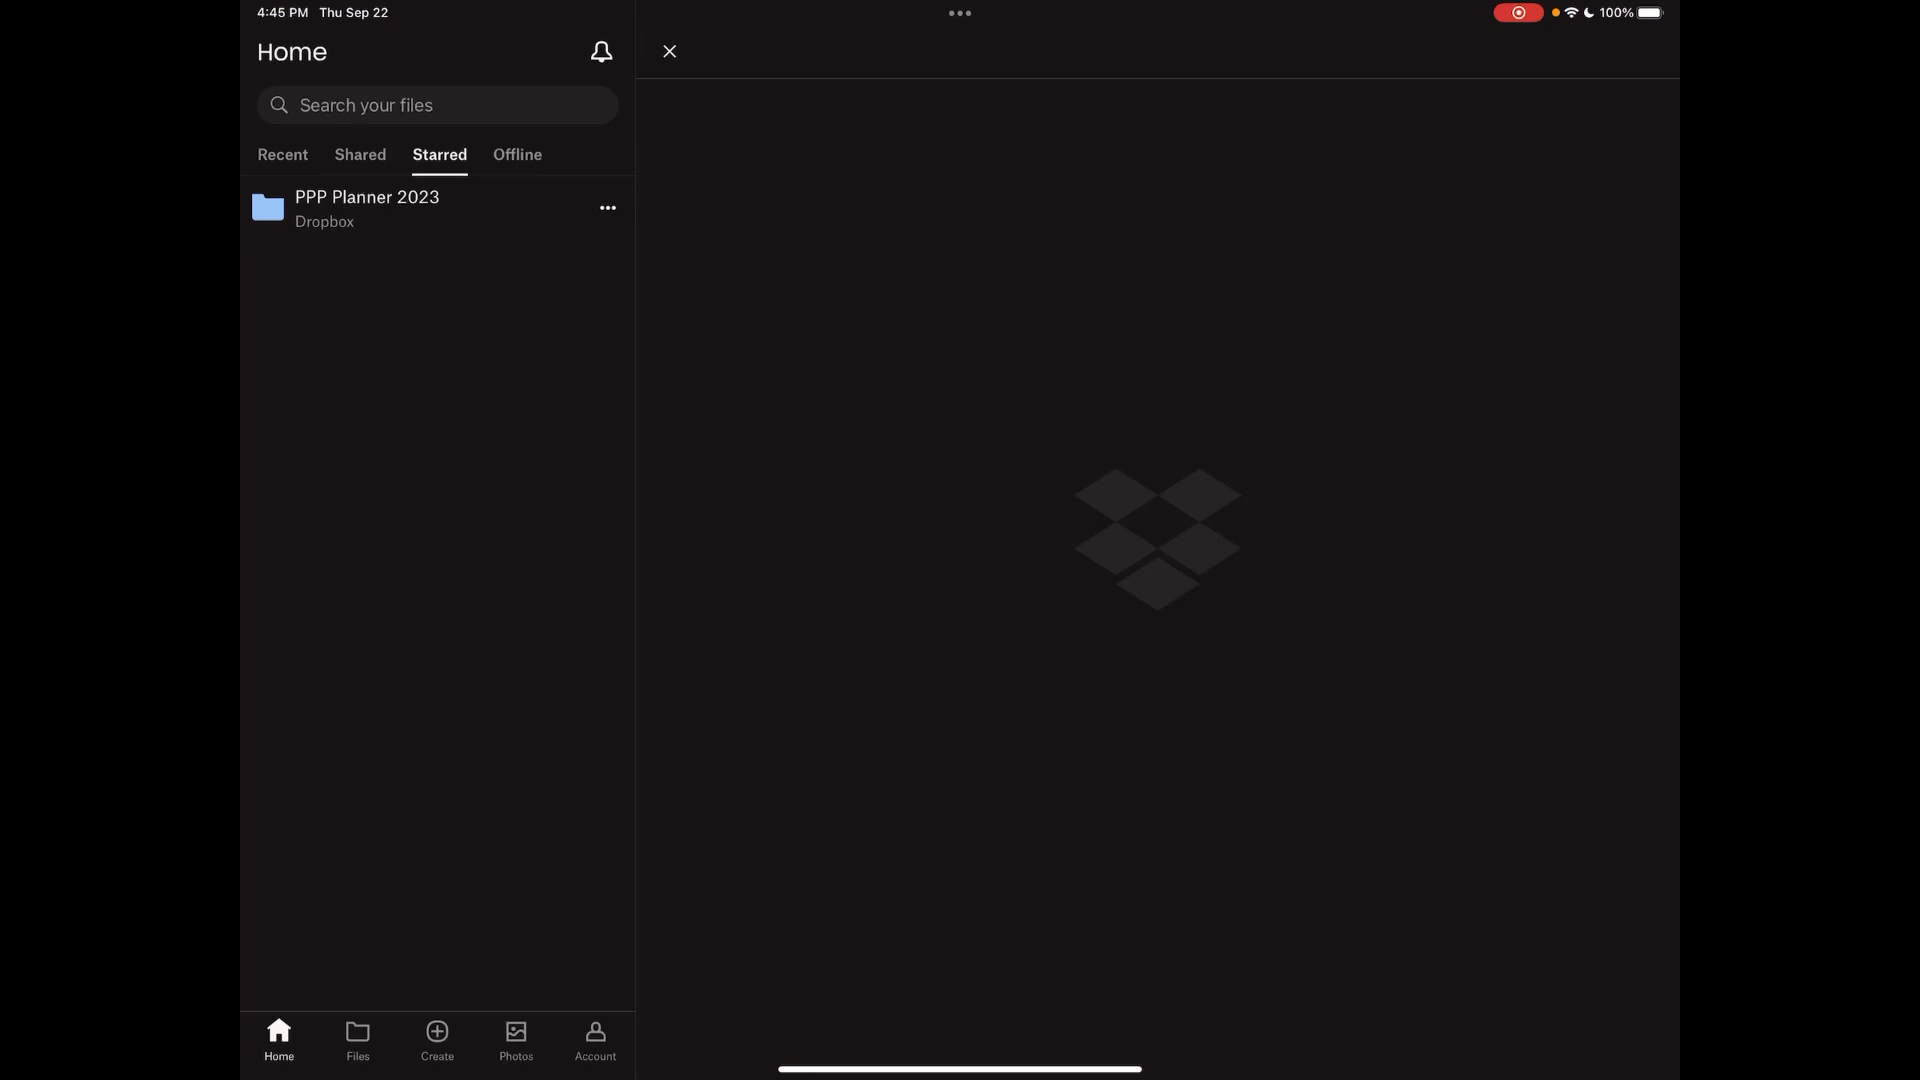 4:45 PM Thu Sep 22
100%
Home
Search your files
Recent Shared Starred Offline
PPP Planner 2023
Dropbox
Home Files Create Photos Account